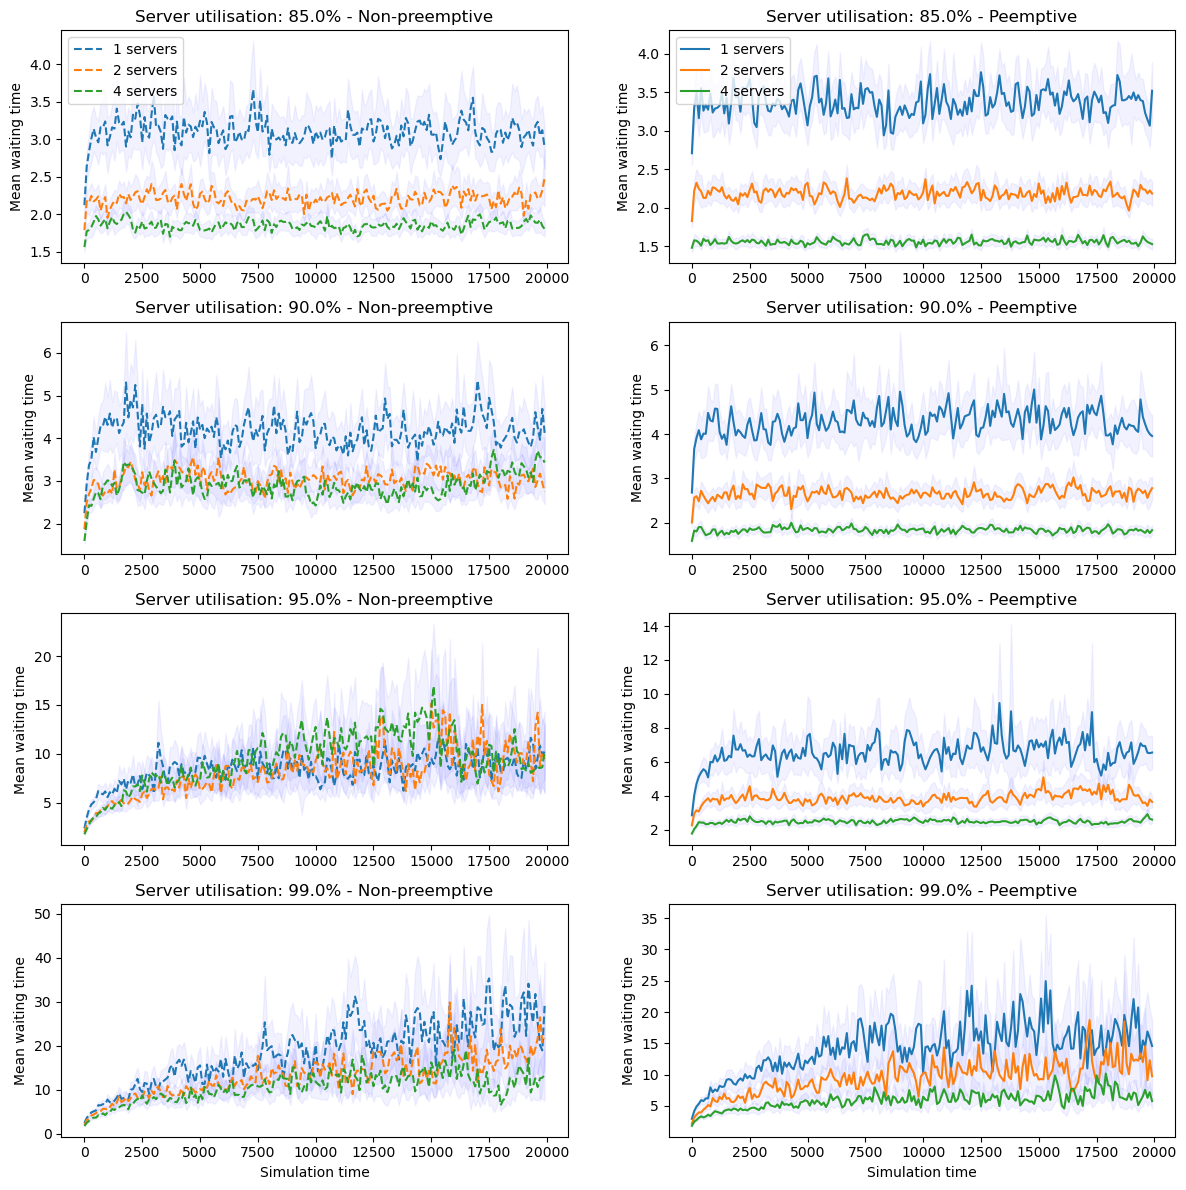 Server utilisation: 85.0% - Non-preemptive
1 servers
2 servers
4 servers
Mean waiting time
4.0
3.5
3.0
2.5
2.0
1.5
0 2500 5000 7500 10000 12500 15000 17500 20000
Server utilisation: 85.0% - Peemptive
1 servers
2 servers
4 servers
Mean waiting time
4.0
3.5
3.0
2.5
2.0
1.5
0 2500 5000 7500 10000 12500 15000 17500 20000
Server utilisation: 90.0% - Non-preemptive
Mean waiting time
6
5
4
3
2
0 2500 5000 7500 10000 12500 15000 17500 20000
Server utilisation: 90.0% - Peemptive
Mean waiting time
6
5
4
3
2
0 2500 5000 7500 10000 12500 15000 17500 20000
Server utilisation: 95.0% - Non-preemptive
Mean waiting time
20
15
10
5
0 2500 5000 7500 10000 12500 15000 17500 20000
Server utilisation: 95.0% - Peemptive
Mean waiting time
14
12
10
8
6
4
2
0 2500 5000 7500 10000 12500 15000 17500 20000
Server utilisation: 99.0% - Non-preemptive
Mean waiting time
50
40
30
20
10
0
0 2500 5000 7500 10000 12500 15000 17500 20000
Simulation time
Server utilisation: 99.0% - Peemptive
Mean waiting time
35
30
25
20
15
10
5
0 2500 5000 7500 10000 12500 15000 17500 20000
Simulation time